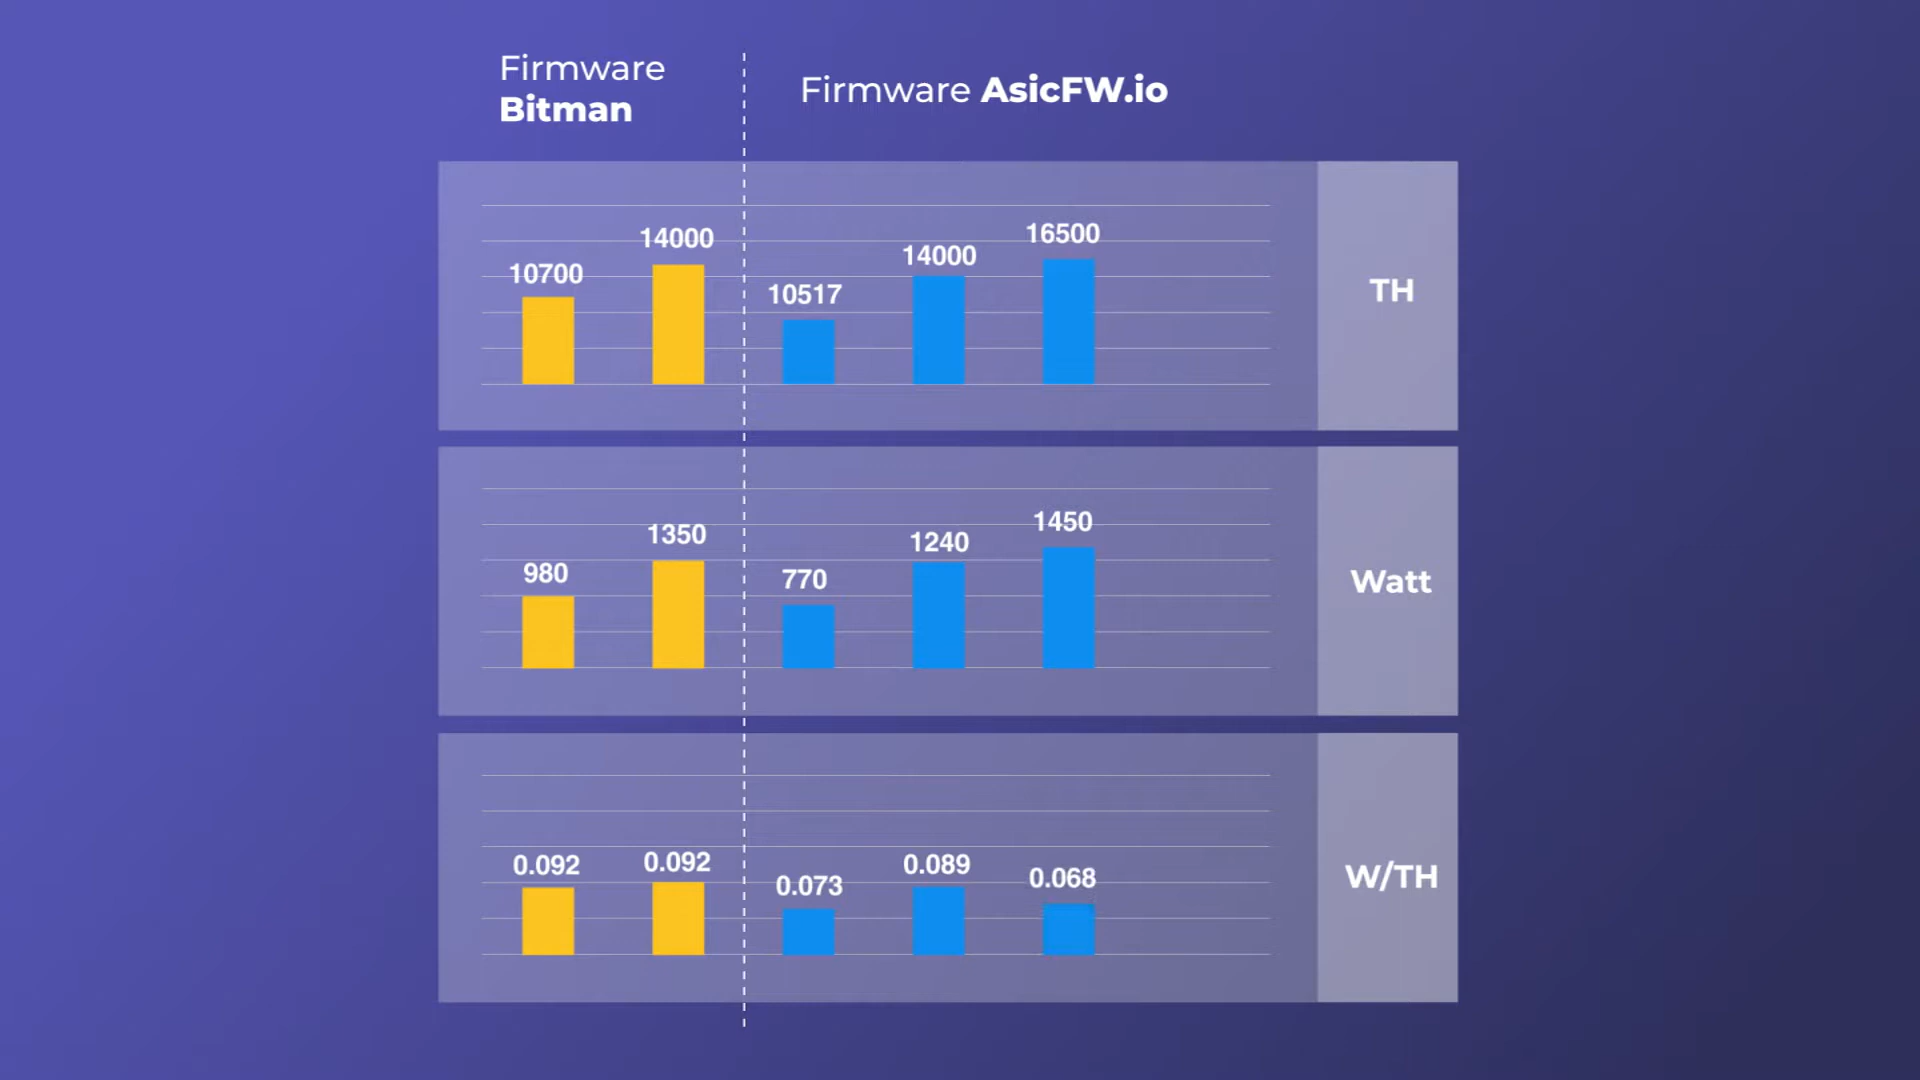 Firmware
Bitman
Firmware AsicFW.io
10700
14000
10517
14000
16500
TH
980
1350
770
1240
1450
Watt
0.092
0.092
0.073
0.089
0.068
W/TH